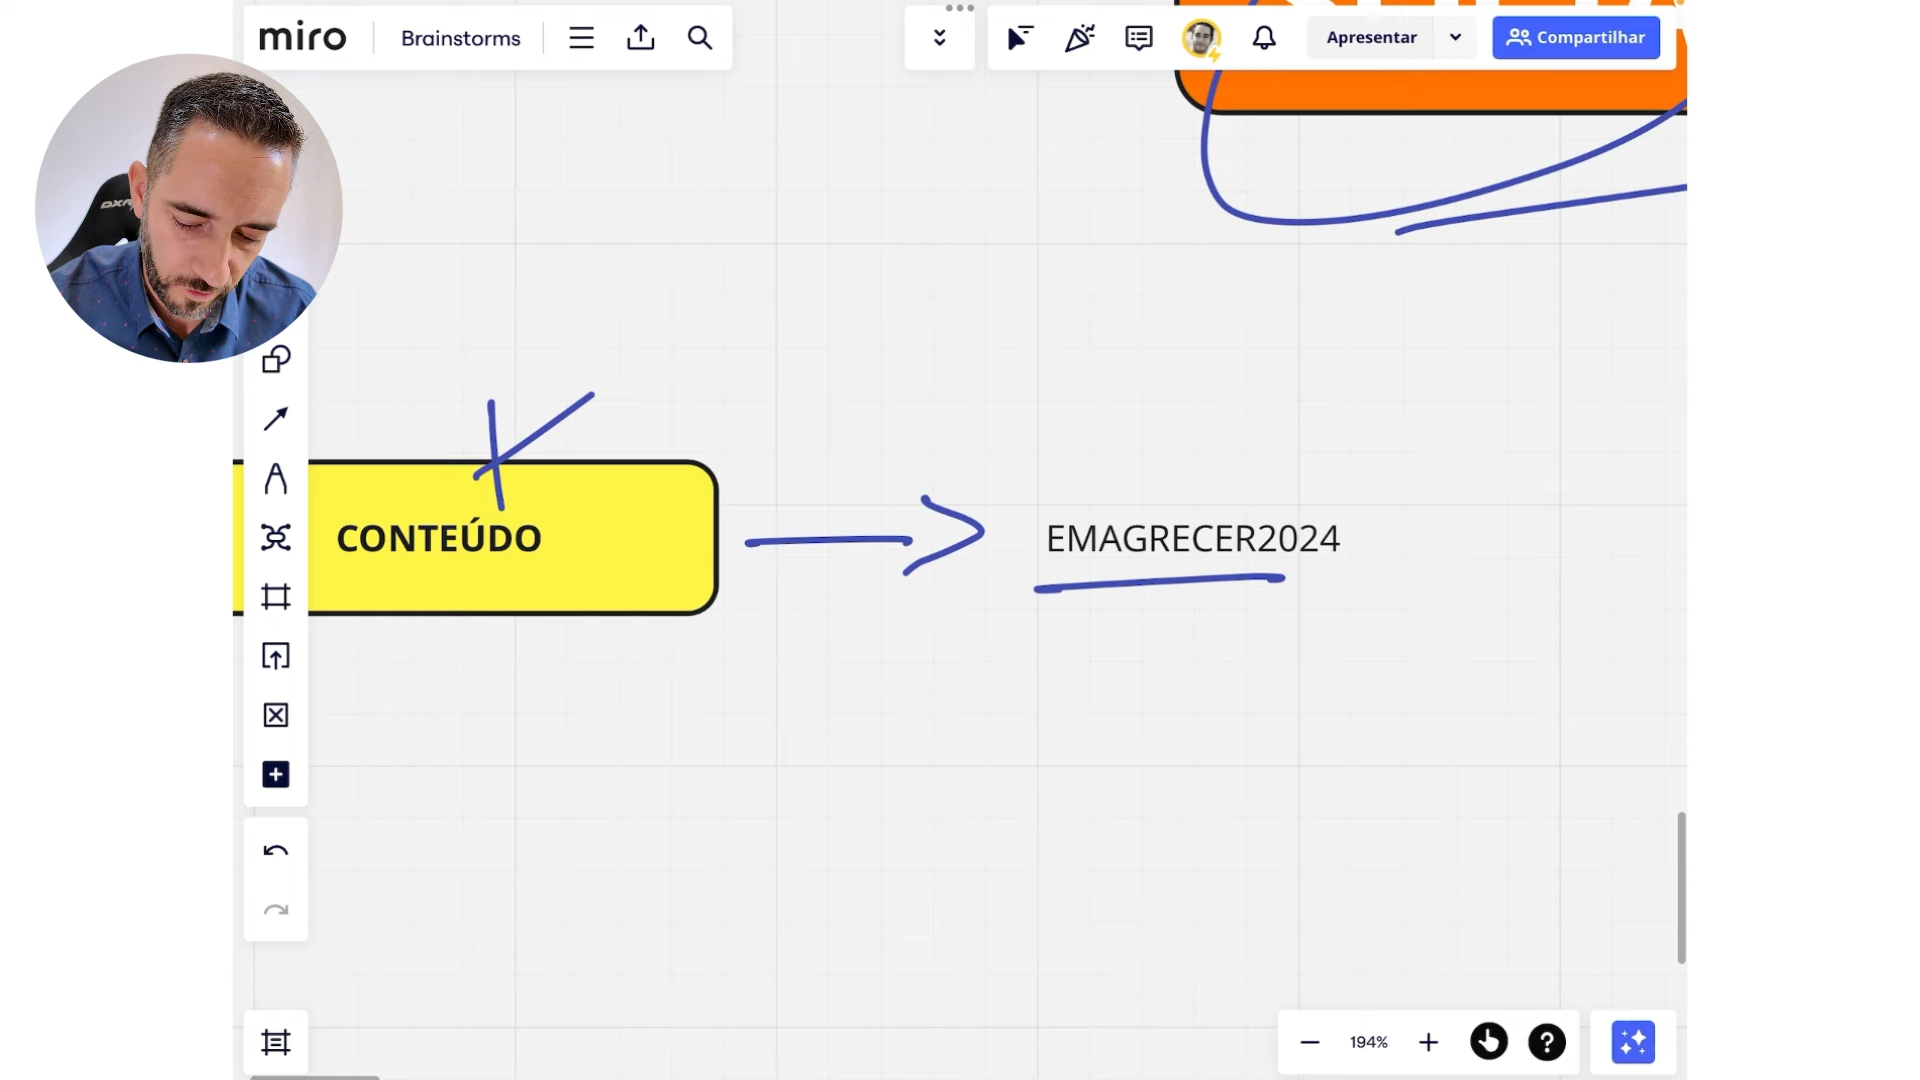 miro
Brainstorms
Apresentar
Compartilhar
CONTEÚDO
EMAGRECER2024
194%